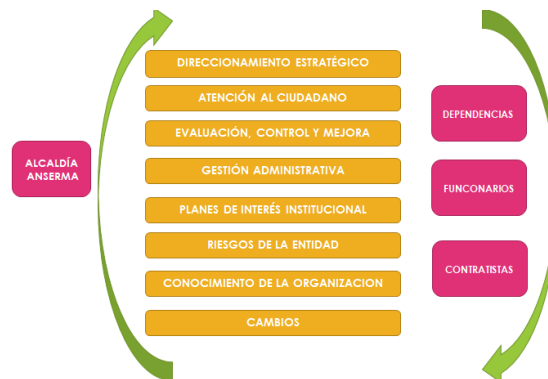 ALCALDÍA
ANSERMA
DIRECCIONAMIENTO ESTRATÉGICO
ATENCIÓN AL CIUDADANO
EVALUACIÓN, CONTROL Y MEJORA
GESTIÓN ADMINISTRATIVA
PLANES DE INTERÉS INSTITUCIONAL
RIESGOS DE LA ENTIDAD
CONOCIMIENTO DE LA ORGANIZACION
CAMBIOS
DEPENDENCIAS
FUNCONARIOS
CONTRATISTAS